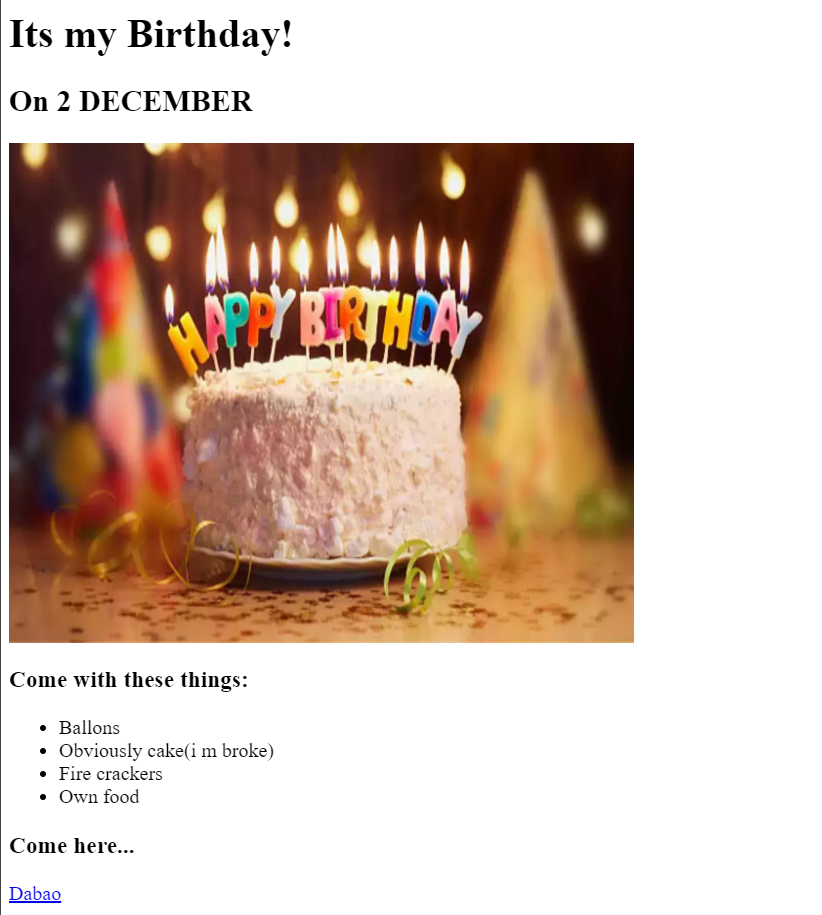 Its my Birthday!
On 2 DECEMBER
HAPPY BIRTHDAY
Come with these things:
Ballons
Obviously cake(i m broke)
Fire crackers
Own food
Come here...
Dabao